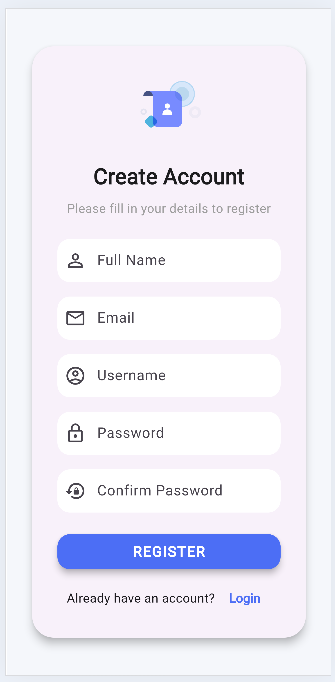 Create Account
Please fill in your details to register
Full Name
Email
Username
Password
Confirm Password
REGISTER
Already have an account? Login